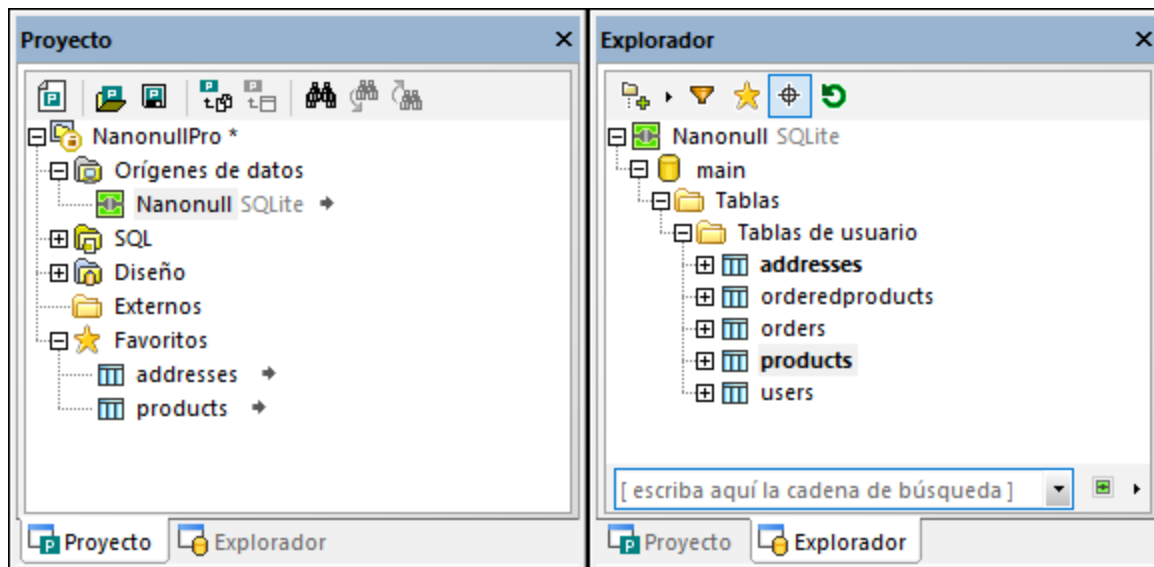 Proyecto
NanonullPro *
Orígenes de datos
Nanonull SQLite
SQL
Diseño
Externos
Favoritos
addresses
products
Proyecto Explorador
Explorador
Nanonull SQLite
main
Tablas
Tablas de usuario
addresses
orderedproducts
orders
products
users
[ escriba aquí la cadena de búsqueda ]
Proyecto Explorador